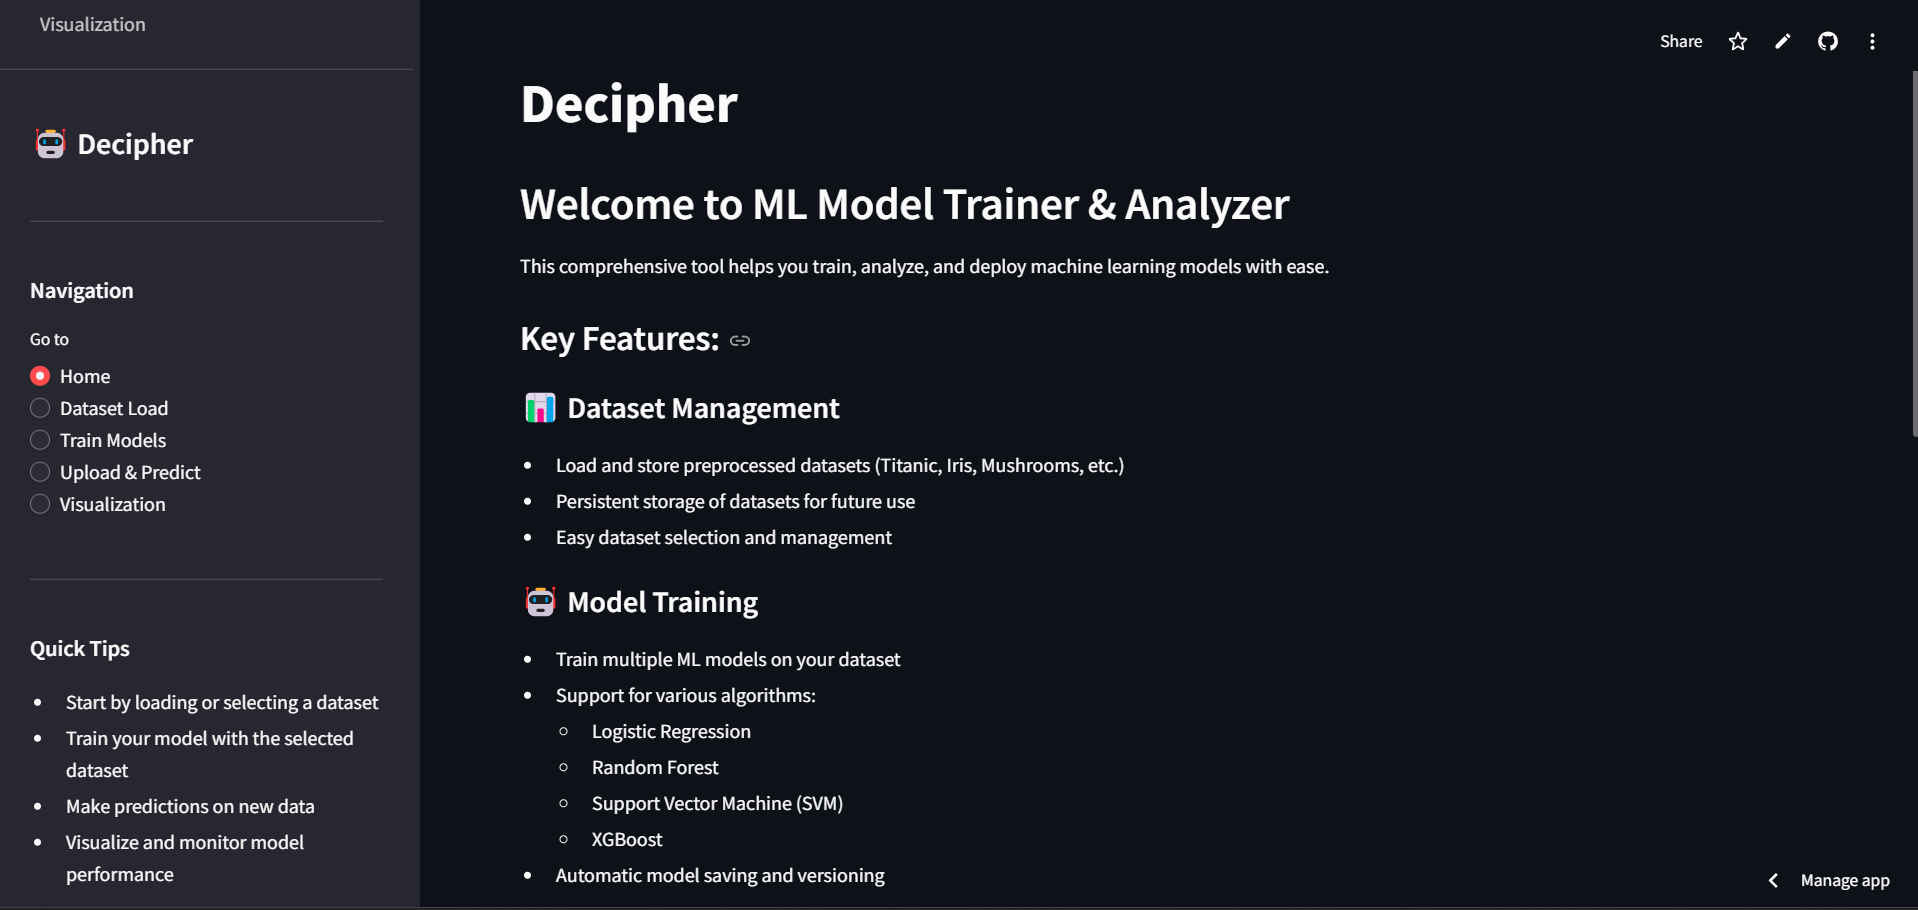 Visualization
Decipher
Navigation
Go to
Home
Dataset Load
Train Models
Upload & Predict
Visualization
Quick Tips
Start by loading or selecting a dataset
Train your model with the selected
dataset
Make predictions on new data
Visualize and monitor model
performance
Share
Decipher
Welcome to ML Model Trainer & Analyzer
This comprehensive tool helps you train, analyze, and deploy machine learning models with ease.
Key Features:
Dataset Management
Load and store preprocessed datasets (Titanic, Iris, Mushrooms, etc.)
Persistent storage of datasets for future use
Easy dataset selection and management
Model Training
Train multiple ML models on your dataset
Support for various algorithms:
Logistic Regression
Random Forest
Support Vector Machine (SVM)
XGBoost
Automatic model saving and versioning
Manage app